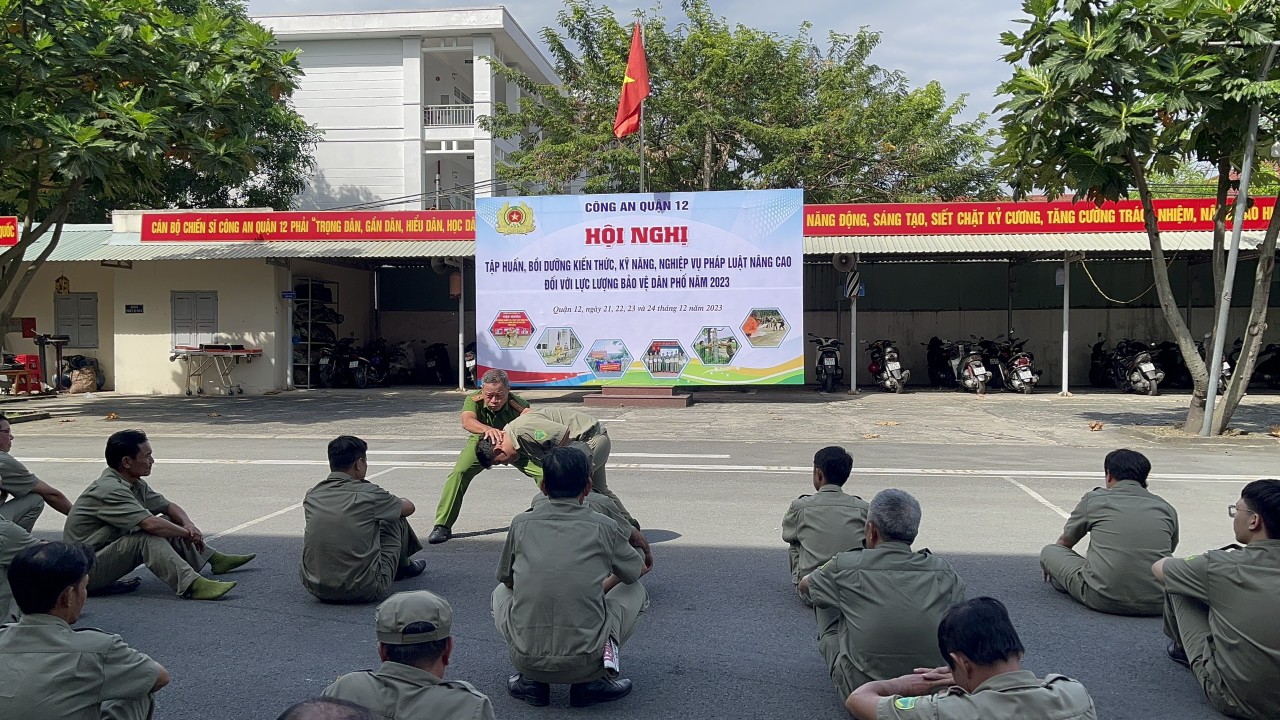 QUỐC
CÁN BỘ CHIẾN SĨ CÔNG AN QUẬN 12 PHẢI "TRỌNG DÂN, GẦN DÂN, HIỂU DÂN, HỌC DÂN
NĂNG ĐỘNG, SÁNG TẠO, SIẾT CHẶT KỶ CƯƠNG, TĂNG CƯỜNG TRÁCH NHIỆM,
CÔNG AN QUẬN 12
HỘI NGHỊ
TẬP HUẤN, BỒI DƯỠNG KIẾN THỨC, KỸ NĂNG, NGHIỆP VỤ PHÁP LUẬT NÂNG CAO
ĐỐI VỚI LỰC LƯỢNG BẢO VỆ DÂN PHỐ NĂM 2023
Quận 12, ngày 21, 22, 23 và 24 tháng 12 năm 2023